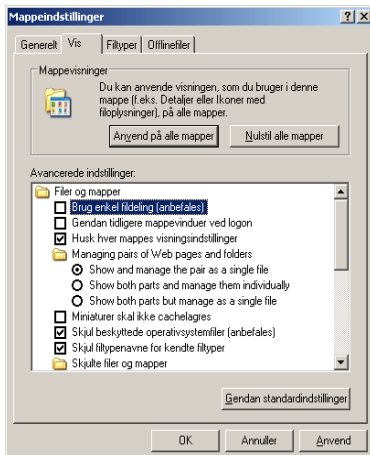 Mappeindstillinger
Generelt Vis Filtyper Offlinefiler
Mappevisninger
Du kan anvende visningen, som du bruger i denne
mappe (f.eks. Detaljer eller Ikoner med
filoplysninger), på alle mapper.
Anvend på alle mapper Nulstil alle mapper
Avancerede indstillinger:
Filer og mapper
Brug enkel fildeling (anbefales)
Gendan tidligere mappevinduer ved logon
Husk hver mappes visningsindstillinger
Managing pairs of Web pages and folders
Show and manage the pair as a single file
Show both parts and manage them individually
Show both parts but manage as a single file
Miniaturer skal ikke cachelagres
Skjul beskyttede operativsystemfiler (anbefales)
Skjul filtypenavne for kendte filtyper
Skjulte filer og mapper
Gendan standardindstillinger
OK Annuller Anvend